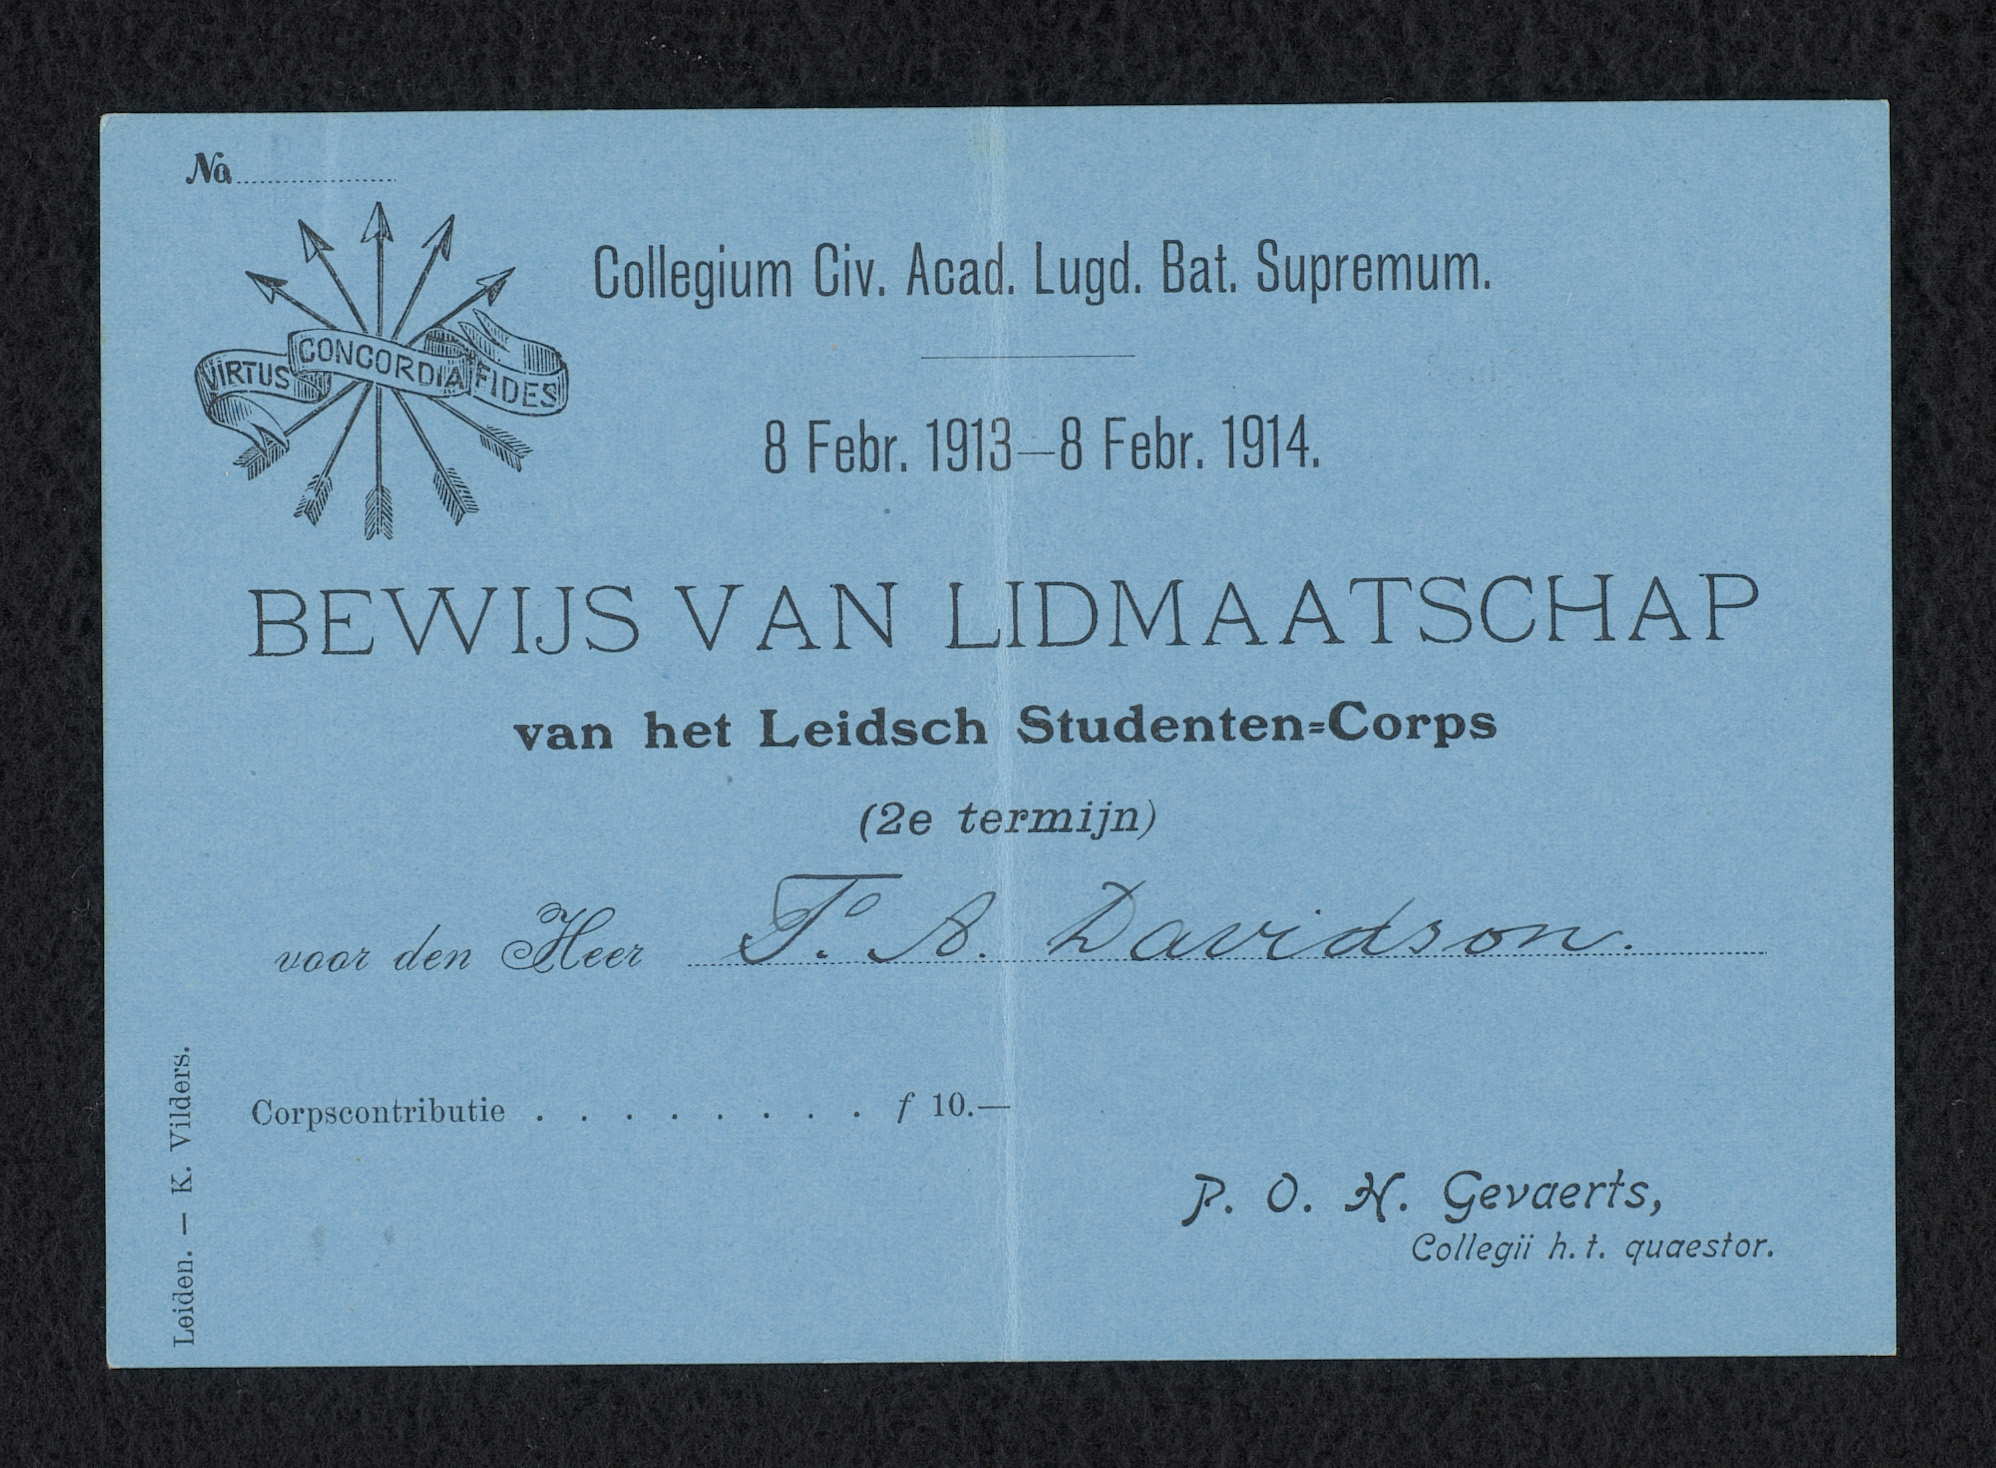 No
VIRTUS CONCORDIA FIDES
Collegium Civ. Acad. Lugd. Bat. Supremum.
8 Febr. 1913—8 Febr. 1914.
BEWIJS VAN LIDMAATSCHAP
van het Leidsch Studenten=Corps
(2e termijn)
voor den Heer F. A. Davidson.
Corpscontributie . . . . . . . . f 10.—
P. O. H. Gevaerts,
Collegii h. t. quaestor.
Leiden. — K. Vilders.